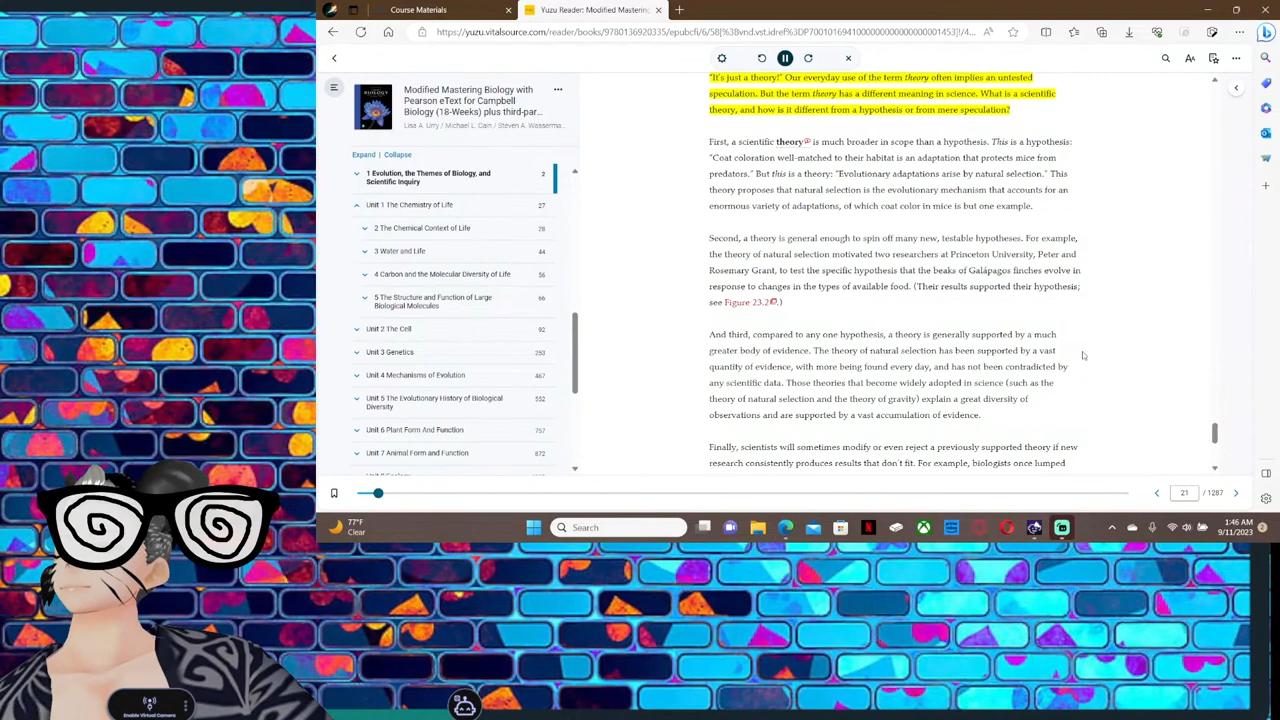 Course Materials
Yuzu Reader: Modified Mastering
https://yuzu.vitalsource.com/reader/books/9780136920335/epubcfi/6/58[%3Bvnd.vst.idref%3DP7001016941000000000000000001453]!/4...
Modified Mastering Biology with
Pearson eText for Campbell
Biology (18-Weeks) plus third-par...
Lisa A. Urry / Michael L. Cain / Steven A. Wasserma...
Expand | Collapse
1 Evolution, the Themes of Biology, and 2
Scientific Inquiry
Unit 1 The Chemistry of Life 27
2 The Chemical Context of Life 28
3 Water and Life 44
4 Carbon and the Molecular Diversity of Life 56
5 The Structure and Function of Large 66
Biological Molecules
Unit 2 The Cell 92
Unit 3 Genetics 253
Unit 4 Mechanisms of Evolution 467
Unit 5 The Evolutionary History of Biological 552
Diversity
Unit 6 Plant Form And Function 757
Unit 7 Animal Form and Function 872
"It's just a theory!" Our everyday use of the term theory often implies an untested
speculation. But the term theory has a different meaning in science. What is a scientific
theory, and how is it different from a hypothesis or from mere speculation?
First, a scientific theory is much broader in scope than a hypothesis. This is a hypothesis:
"Coat coloration well-matched to their habitat is an adaptation that protects mice from
predators." But this is a theory: "Evolutionary adaptations arise by natural selection." This
theory proposes that natural selection is the evolutionary mechanism that accounts for an
enormous variety of adaptations, of which coat color in mice is but one example.
Second, a theory is general enough to spin off many new, testable hypotheses. For example,
the theory of natural selection motivated two researchers at Princeton University, Peter and
Rosemary Grant, to test the specific hypothesis that the beaks of Galápagos finches evolve in
response to changes in the types of available food. (Their results supported their hypothesis;
see Figure 23.2.)
And third, compared to any one hypothesis, a theory is generally supported by a much
greater body of evidence. The theory of natural selection has been supported by a vast
quantity of evidence, with more being found every day, and has not been contradicted by
any scientific data. Those theories that become widely adopted in science (such as the
theory of natural selection and the theory of gravity) explain a great diversity of
observations and are supported by a vast accumulation of evidence.
Finally, scientists will sometimes modify or even reject a previously supported theory if new
research consistently produces results that don't fit. For example, biologists once lumped
21 / 1287
77°F
Clear
Search
1:46 AM
9/11/2023
Enable Virtual Camera